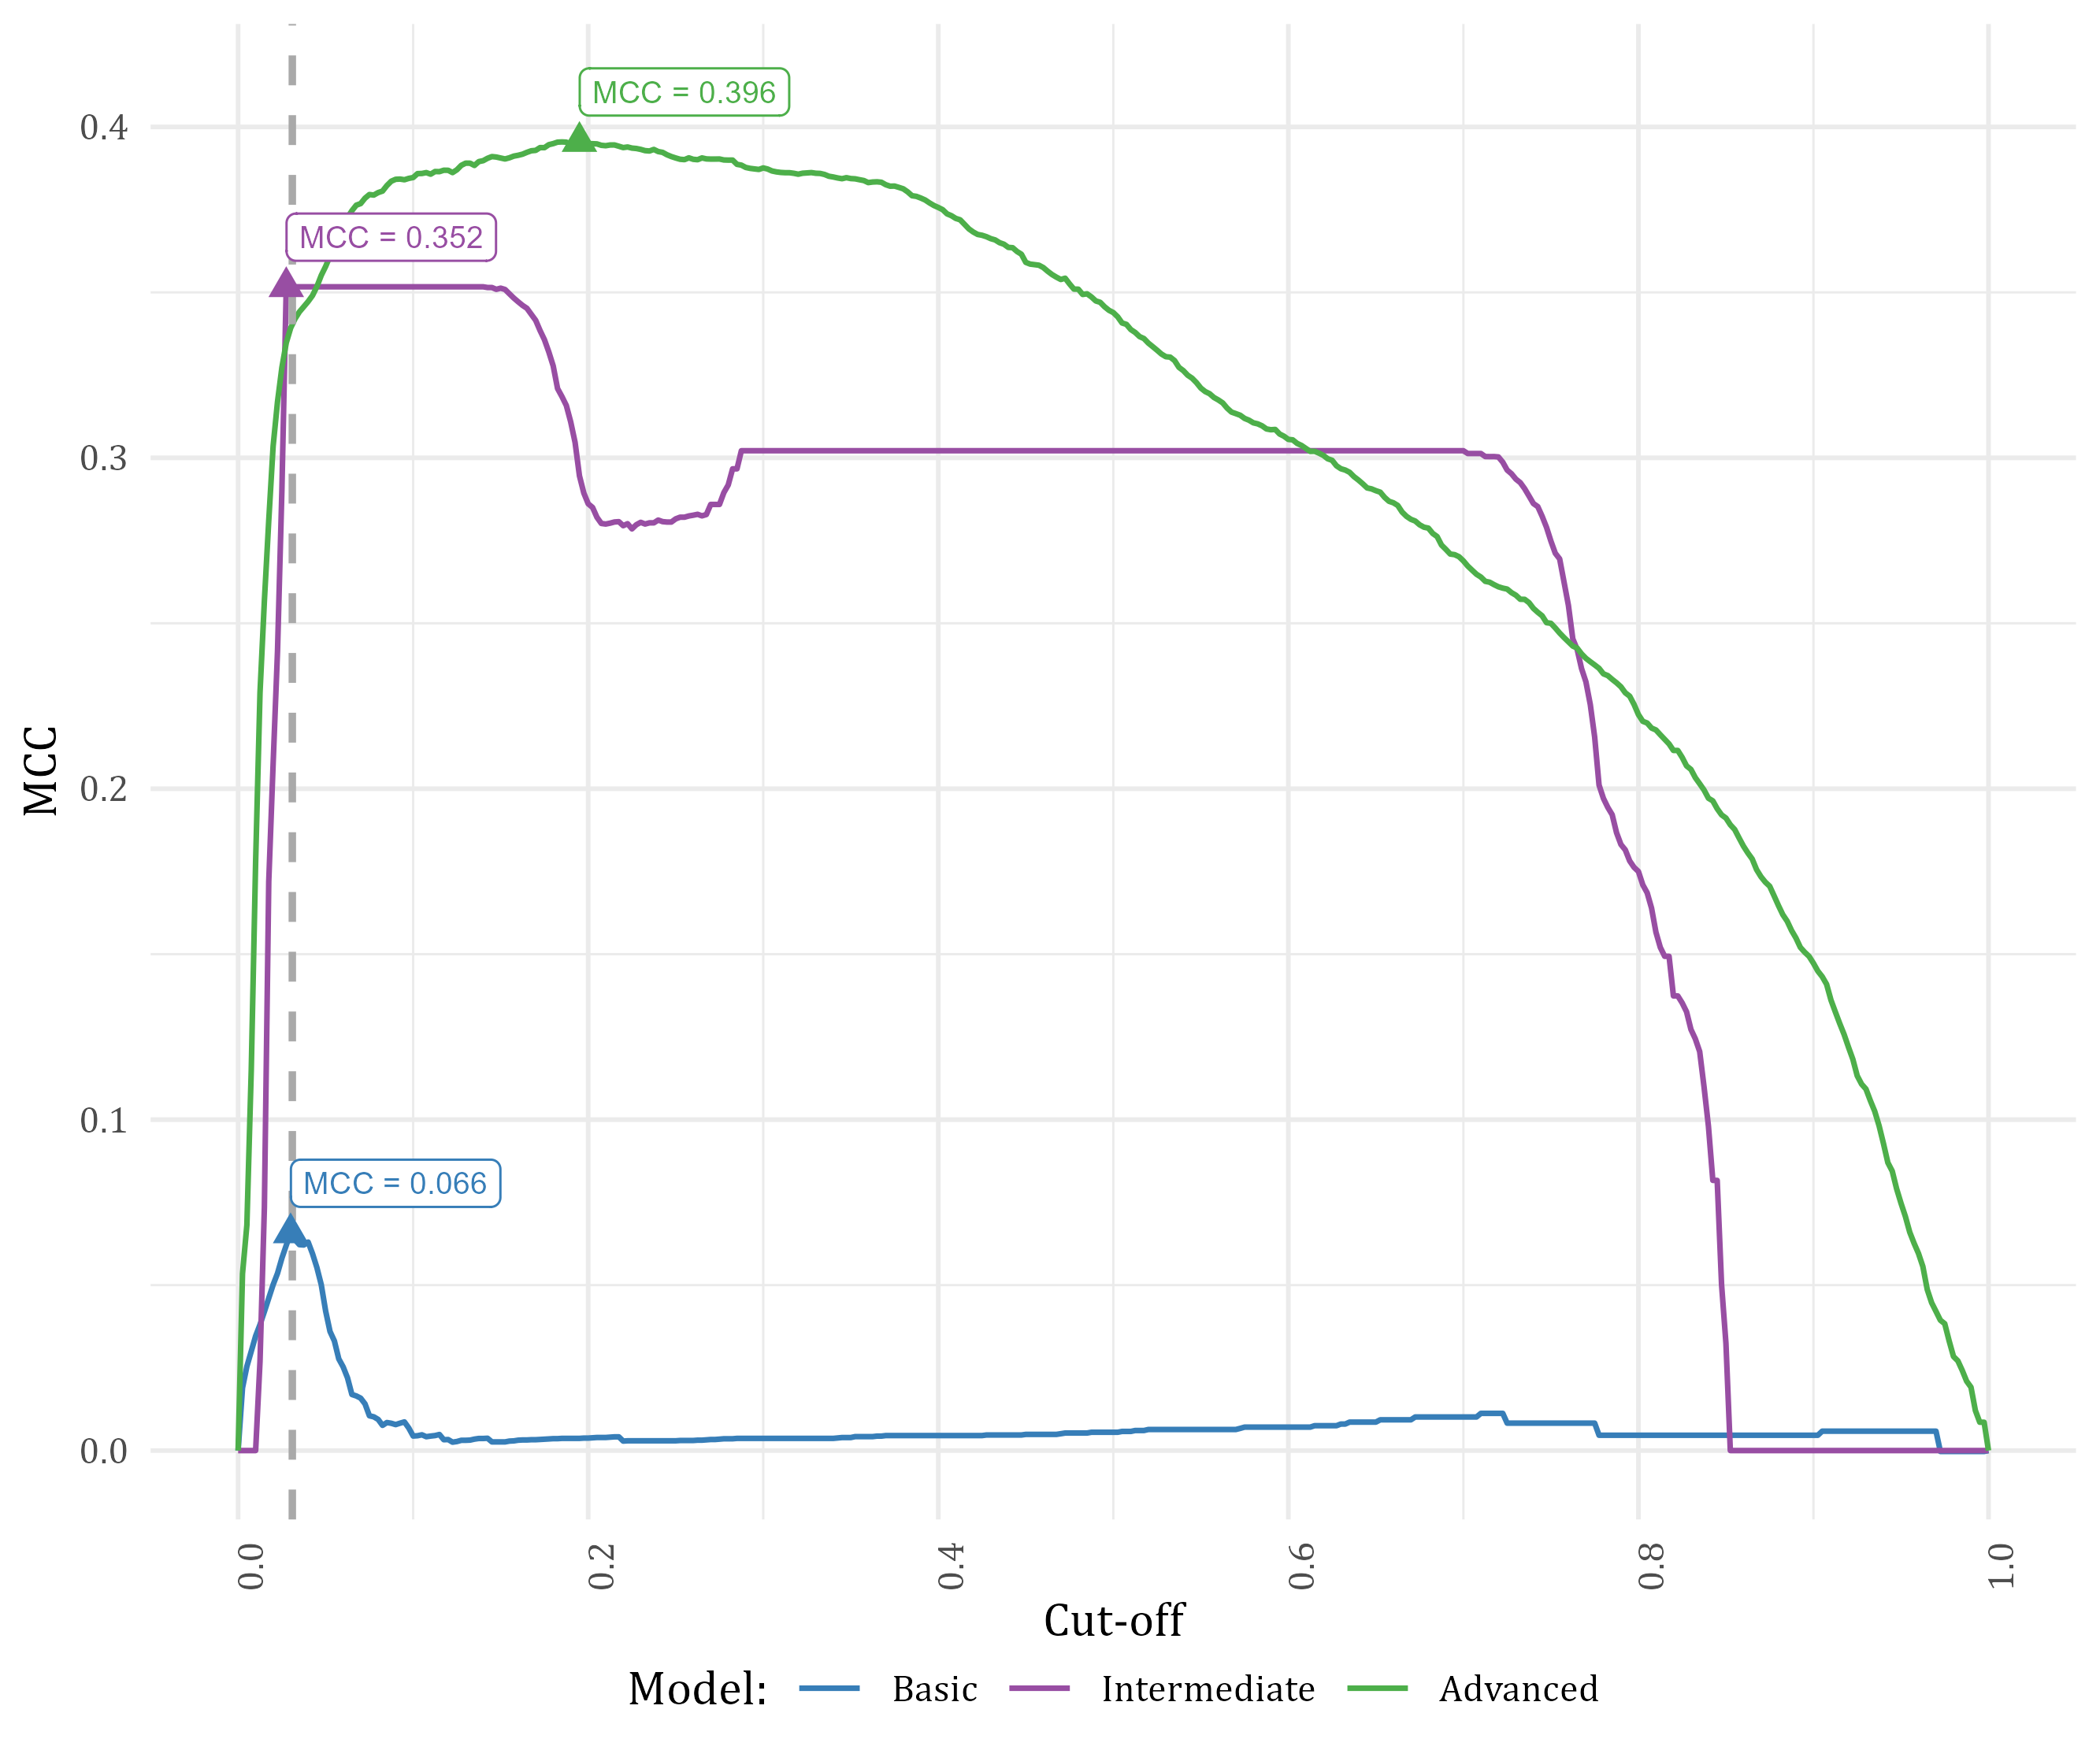 MCC = 0.396
0.4
MCC = 0.352
0.3
MCC
0.2
0.1
MCC = 0.066
0.0
0.0 0.2 0.4 0.6 0.8 1.0
Cut-off
Model: Basic Intermediate Advanced